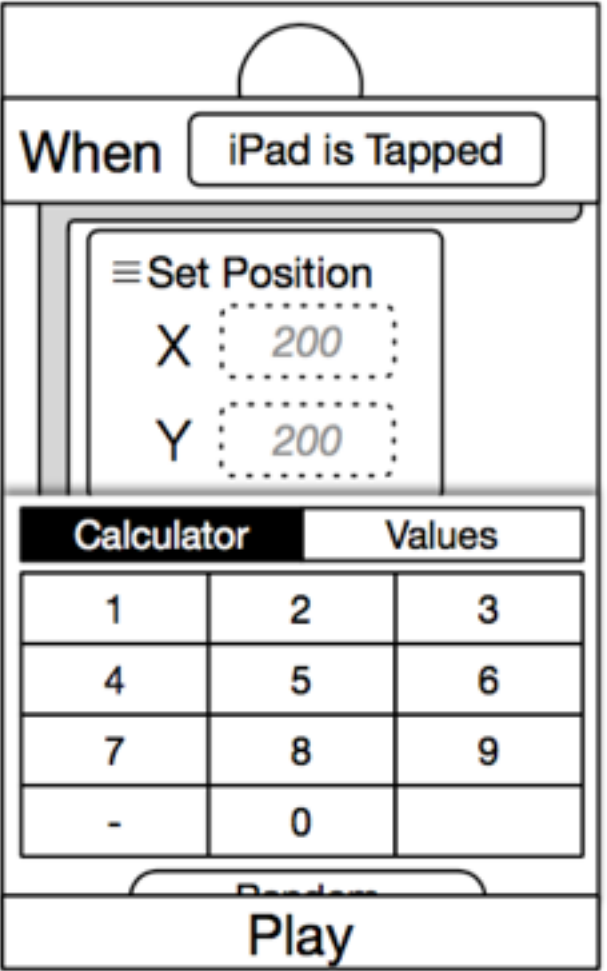 When iPad is Tapped
Set Position
X 200
Y 200
Calculator Values
1 2 3
4 5 6
7 8 9
- 0
Random
Play